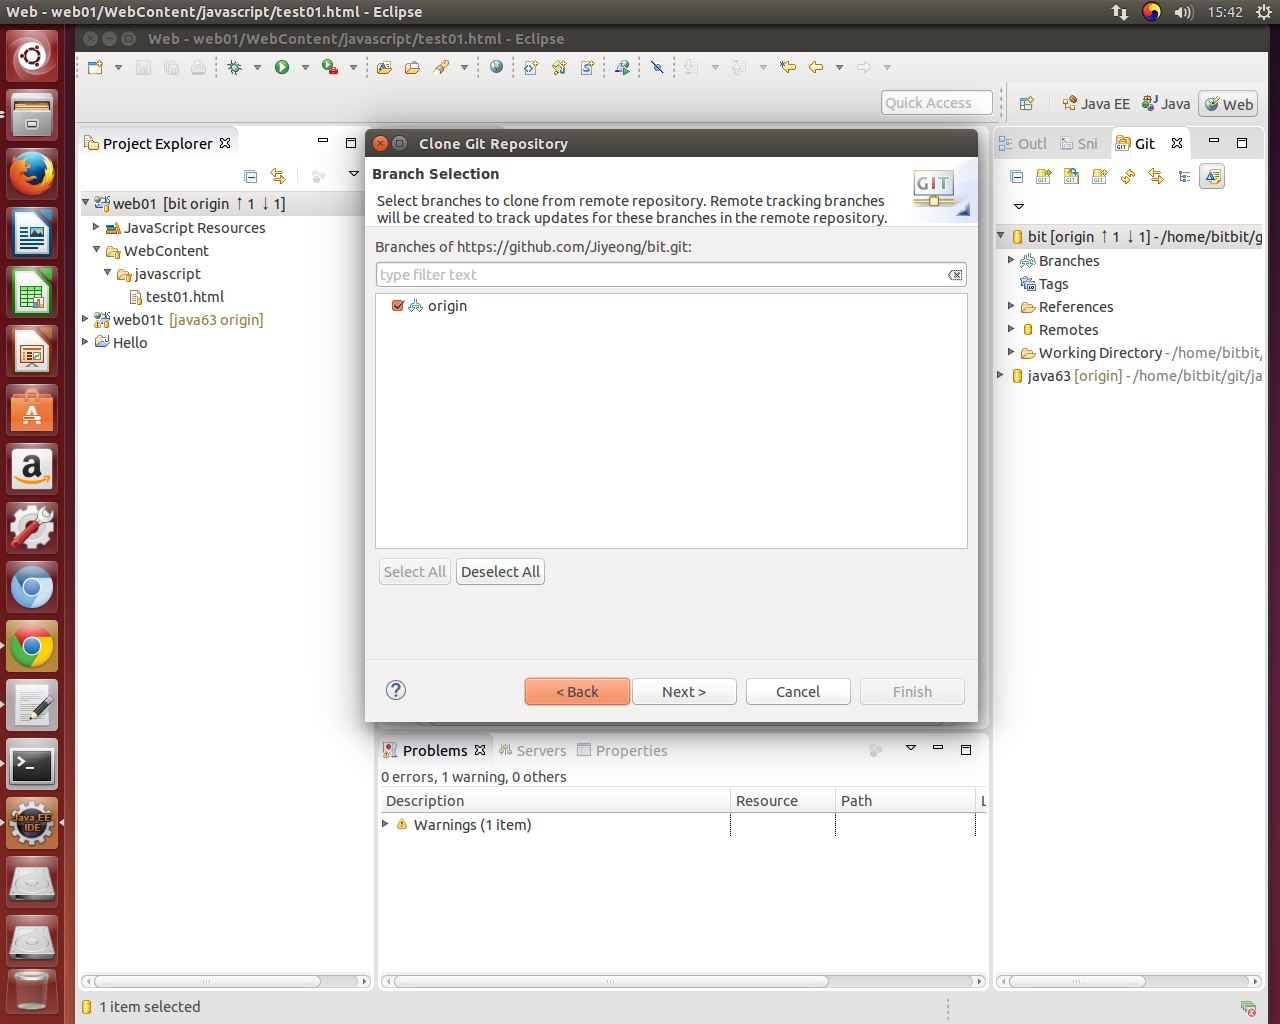 Web - web01/WebContent/javascript/test01.html - Eclipse
15:42
Web - web01/WebContent/javascript/test01.html - Eclipse
Quick Access
Java EE
Java
Web
Project Explorer
web01 [bit origin ↑ 1 ↓ 1]
JavaScript Resources
WebContent
javascript
test01.html
web01t [java63 origin]
Hello
Clone Git Repository
Branch Selection
Select branches to clone from remote repository. Remote tracking branches
will be created to track updates for these branches in the remote repository.
GIT
Branches of https://github.com/Jiyeong/bit.git:
type filter text
origin
Select All
Deselect All
< Back
Next >
Cancel
Finish
Outl
Sni
Git
bit [origin ↑ 1 ↓ 1] - /home/bitbit/g
Branches
Tags
References
Remotes
Working Directory - /home/bitbit/
java63 [origin] - /home/bitbit/git/ja
Problems
Servers
Properties
0 errors, 1 warning, 0 others
Description
Resource
Path
L
Warnings (1 item)
Java EE
IDE
1 item selected